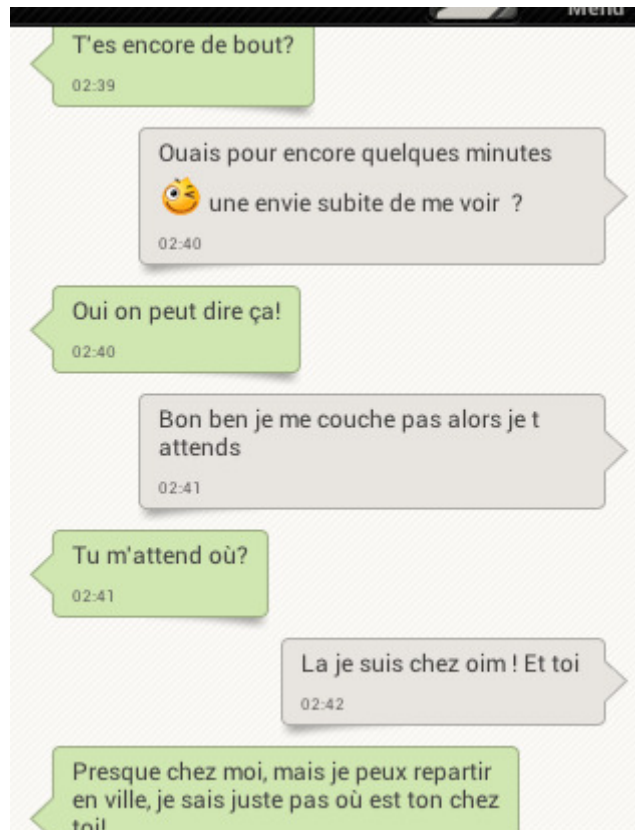 Menu
T'es encore de bout?
02:39
Ouais pour encore quelques minutes
une envie subite de me voir ?
02:40
Oui on peut dire ça!
02:40
Bon ben je me couche pas alors je t
attends
02:41
Tu m'attend où?
02:41
La je suis chez oim ! Et toi
02:42
Presque chez moi, mais je peux repartir
en ville, je sais juste pas où est ton chez
toi!